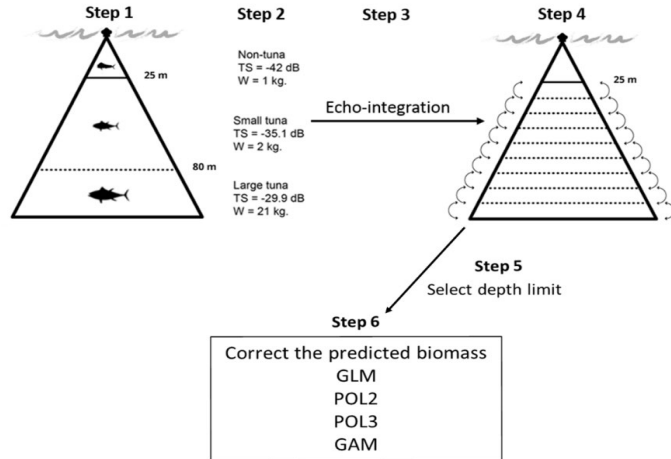 Step 1
Step 2
Step 3
Step 4
25 m
80 m
Non-tuna
TS = -42 dB
W = 1 kg.
Small tuna
TS = -35.1 dB
W = 2 kg.
Large tuna
TS = -29.9 dB
W = 21 kg.
Echo-integration
25 m
Step 5
Select depth limit
Step 6
Correct the predicted biomass
GLM
POL2
POL3
GAM